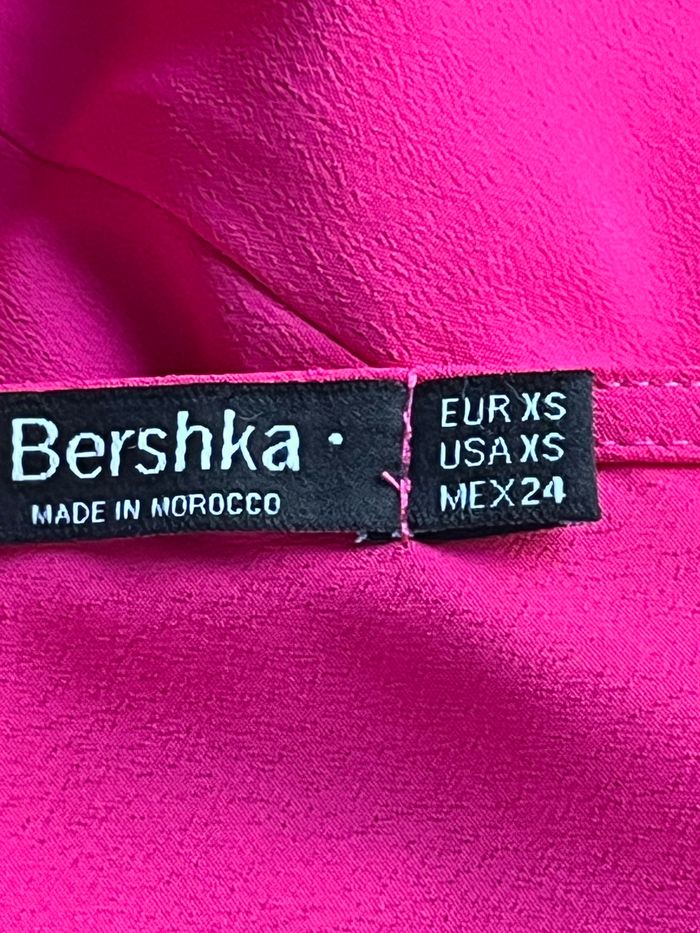 Bershka
MADE IN MOROCCO
EUR XS
USA XS
MEX 24